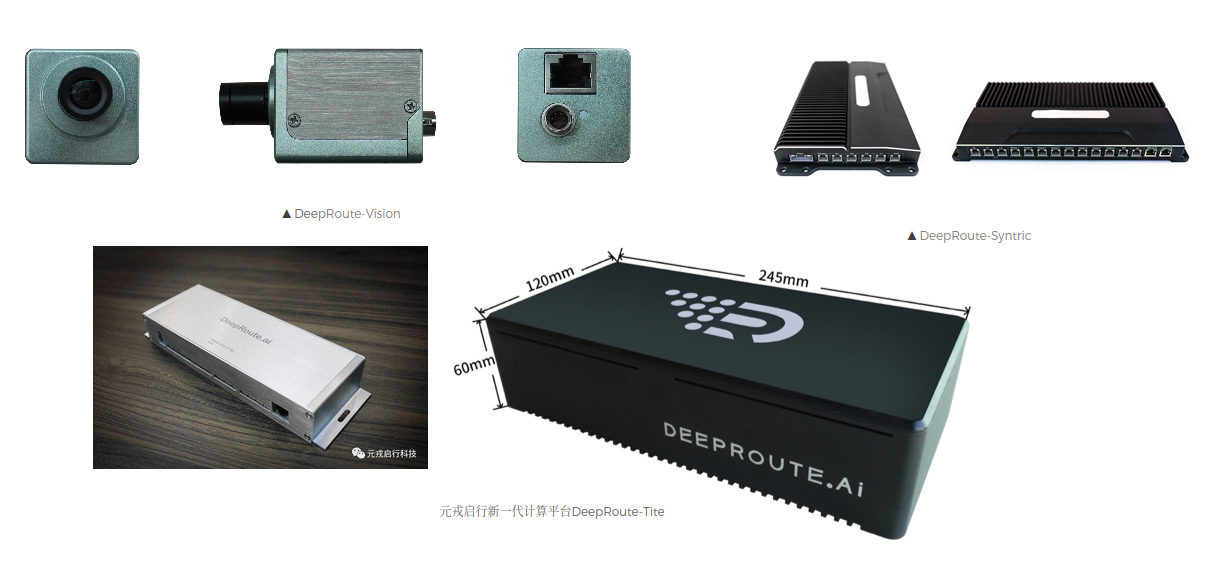 ▲ DeepRoute-Vision
▲ DeepRoute-Syntric
120mm
245mm
60mm
DeepRoute.ai
元戎启行科技
DEEPROUTE.Ai
元戎启行新一代计算平台DeepRoute-Tite